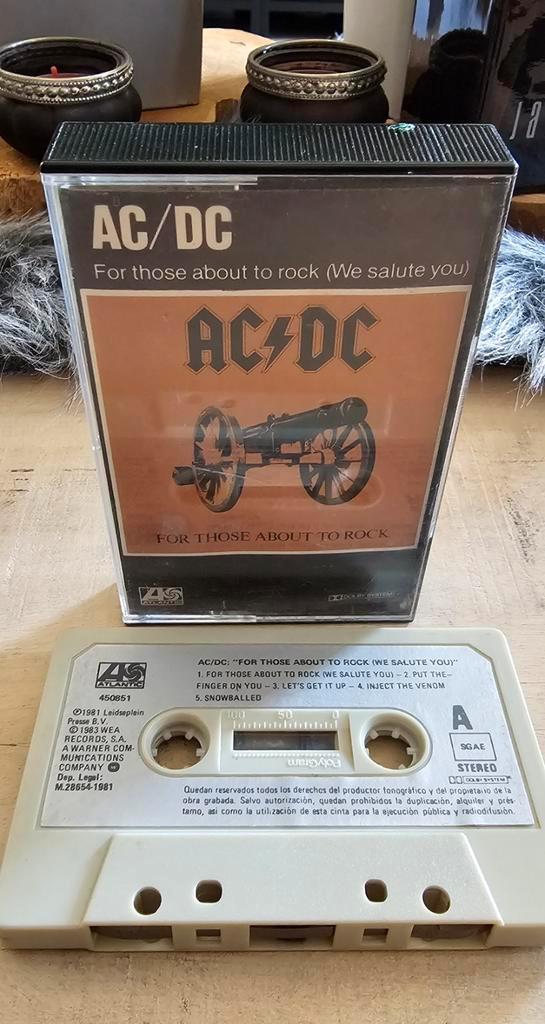 AC/DC
For those about to rock (We salute you)
AC⚡DC
FOR THOSE ABOUT TO ROCK
ATLANTIC
DOLBY SYSTEM
ATLANTIC
450851
℗1981 Leidseplein
Presse B.V.
© 1983 WEA
RECORDS, S.A.
A WARNER COM-
MUNICATIONS
COMPANY
Dep. Legal:
M.28654-1981
AC/DC: "FOR THOSE ABOUT TO ROCK (WE SALUTE YOU)"
1. FOR THOSE ABOUT TO ROCK (WE SALUTE YOU) – 2. PUT THE-
FINGER ON YOU – 3. LET'S GET IT UP – 4. INJECT THE VENOM
5. SNOWBALLED
100 50 0
PolyGram
A
SGAE
STEREO
DOLBY SYSTEM
Quedan reservados todos los derechos del productor fonográfico y del propietario de la
obra grabada. Salvo autorización, quedan prohibidos la duplicación, alquiler y prés-
tamo, así como la utilización de esta cinta para la ejecución pública y radiodifusión.